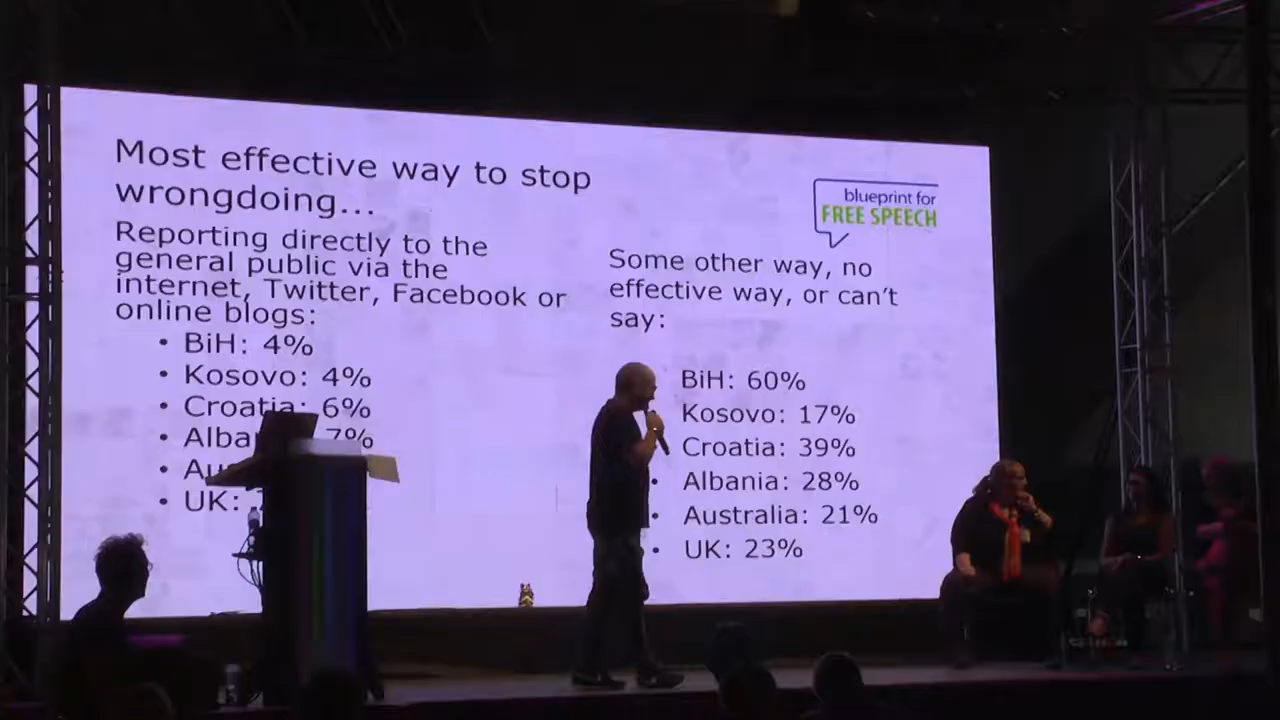 Most effective way to stop
wrongdoing...
Reporting directly to the
general public via the
internet, Twitter, Facebook or
online blogs:
• BiH: 4%
• Kosovo: 4%
• Croatia: 6%
• 7%
•
• UK:
blueprint for
FREE SPEECH
Some other way, no
effective way, or can't
say:
BiH: 60%
Kosovo: 17%
Croatia: 39%
• Albania: 28%
• Australia: 21%
• UK: 23%